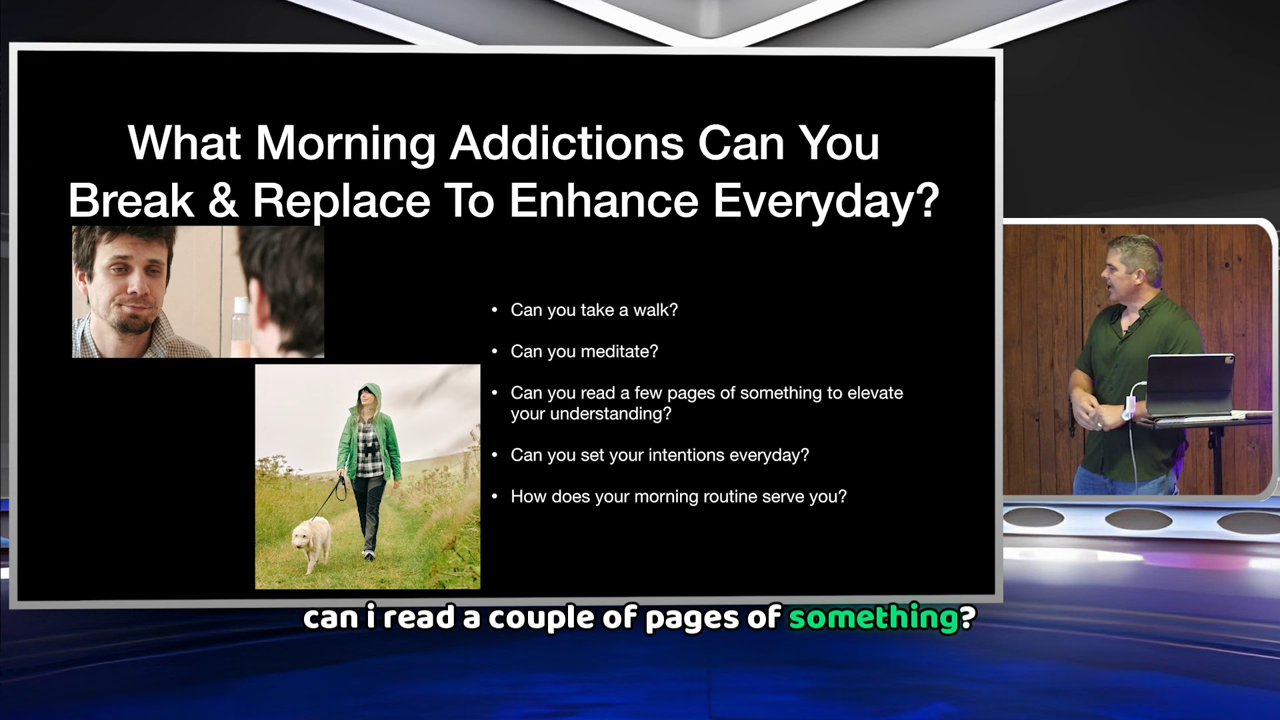 What Morning Addictions Can You
Break & Replace To Enhance Everyday?
• Can you take a walk?
• Can you meditate?
• Can you read a few pages of something to elevate
your understanding?
• Can you set your intentions everyday?
• How does your morning routine serve you?
can i read a couple of pages of something?